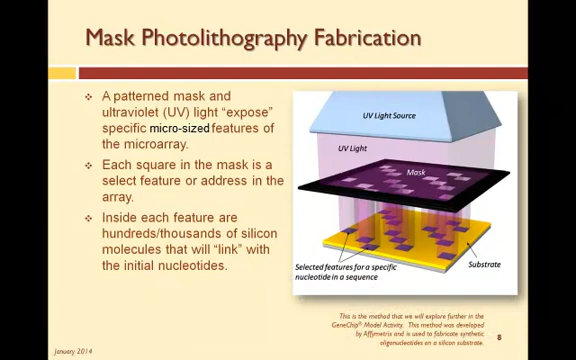 Mask Photolithography Fabrication
❖ A patterned mask and
ultraviolet (UV) light “expose”
specific micro-sized features of
the microarray.
❖ Each square in the mask is a
select feature or address in the
array.
❖ Inside each feature are
hundreds/thousands of silicon
molecules that will “link” with
the initial nucleotides.
UV Light Source
UV Light
Mask
Selected features for a specific
nucleotide in a sequence
Substrate
This is the method that we will explore further in the
GeneChip® Model Activity. This method was developed
by Affymetrix and is used to fabricate synthetic
oligonucleotides on a silicon substrate.
8
January 2014